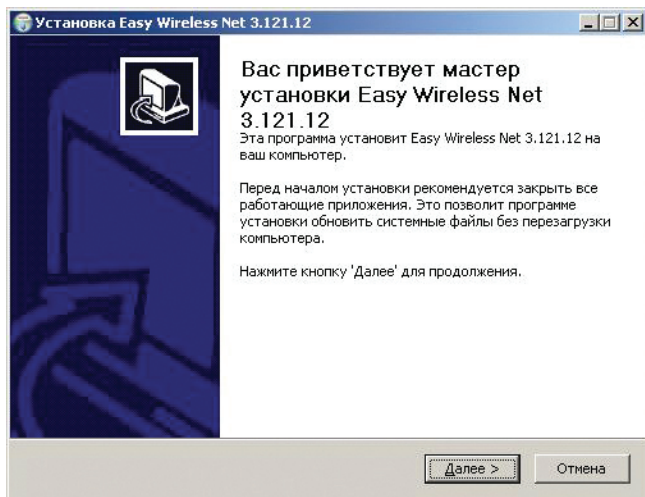 Установка Easy Wireless Net 3.121.12
Вас приветствует мастер
установки Easy Wireless Net
3.121.12
Эта программа установит Easy Wireless Net 3.121.12 на
ваш компьютер.
Перед началом установки рекомендуется закрыть все
работающие приложения. Это позволит программе
установки обновить системные файлы без перезагрузки
компьютера.
Нажмите кнопку 'Далее' для продолжения.
Далее >
Отмена